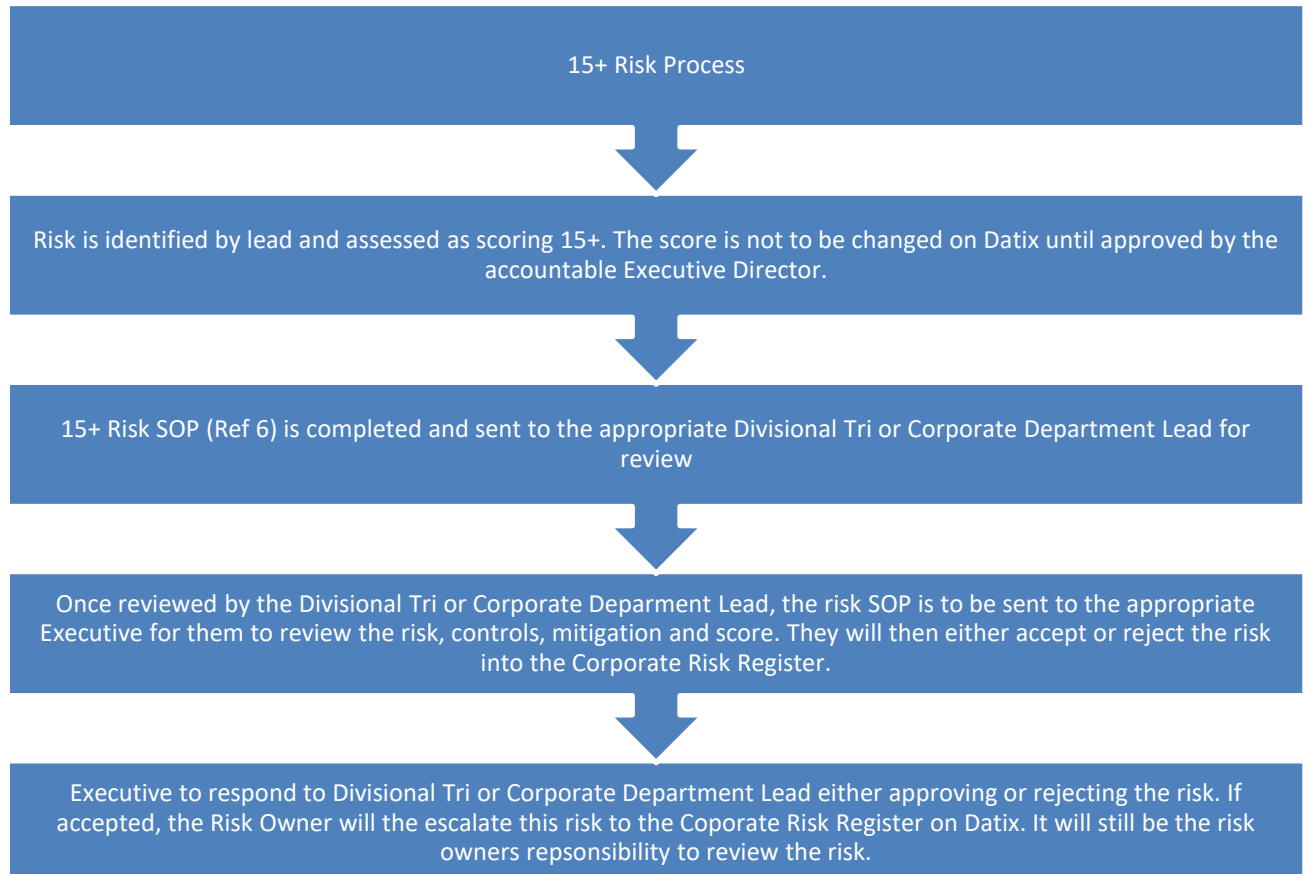 15+ Risk Process
Risk is identified by lead and assessed as scoring 15+. The score is not to be changed on Datix until approved by the
accountable Executive Director.
15+ Risk SOP (Ref 6) is completed and sent to the appropriate Divisional Tri or Corporate Department Lead for
review
Once reviewed by the Divisional Tri or Corporate Deparment Lead, the risk SOP is to be sent to the appropriate
Executive for them to review the risk, controls, mitigation and score. They will then either accept or reject the risk
into the Corporate Risk Register.
Executive to respond to Divisional Tri or Corporate Department Lead either approving or rejecting the risk. If
accepted, the Risk Owner will the escalate this risk to the Coporate Risk Register on Datix. It will still be the risk
owners repsonsibility to review the risk.